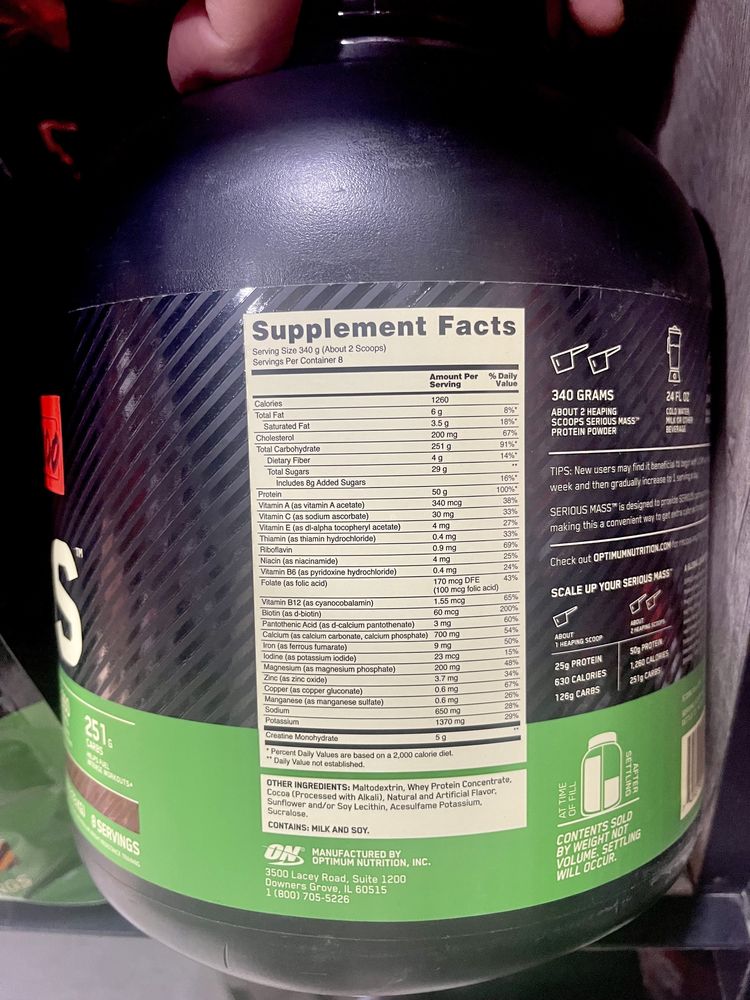 Supplement Facts
Serving Size 340 g (About 2 Scoops)
Servings Per Container 8
Amount Per Serving % Daily Value
Calories 1260
Total Fat 6 g 8%*
Saturated Fat 3.5 g 18%*
Cholesterol 200 mg 67%
Total Carbohydrate 251 g 91%*
Dietary Fiber 4 g 14%*
Total Sugars 29 g **
Includes 8g Added Sugars 16%*
Protein 50 g 100%*
Vitamin A (as vitamin A acetate) 340 mcg 38%
Vitamin C (as sodium ascorbate) 30 mg 33%
Vitamin E (as dl-alpha tocopheryl acetate) 4 mg 27%
Thiamin (as thiamin hydrochloride) 0.4 mg 33%
Riboflavin 0.9 mg 69%
Niacin (as niacinamide) 4 mg 25%
Vitamin B6 (as pyridoxine hydrochloride) 0.4 mg 24%
Folate (as folic acid) 170 mcg DFE 43%
(100 mcg folic acid)
Vitamin B12 (as cyanocobalamin) 1.55 mcg 65%
Biotin (as d-biotin) 60 mcg 200%
Pantothenic Acid (as d-calcium pantothenate) 3 mg 60%
Calcium (as calcium carbonate, calcium phosphate) 700 mg 54%
Iron (as ferrous fumarate) 9 mg 50%
Iodine (as potassium iodide) 23 mcg 15%
Magnesium (as magnesium phosphate) 200 mg 48%
Zinc (as zinc oxide) 3.7 mg 34%
Copper (as copper gluconate) 0.6 mg 67%
Manganese (as manganese sulfate) 0.6 mg 26%
Sodium 650 mg 28%
Potassium 1370 mg 29%
Creatine Monohydrate 5 g **
* Percent Daily Values are based on a 2,000 calorie diet.
** Daily Value not established.
OTHER INGREDIENTS: Maltodextrin, Whey Protein Concentrate,
Cocoa (Processed with Alkali), Natural and Artificial Flavor,
Sunflower and/or Soy Lecithin, Acesulfame Potassium,
Sucralose.
CONTAINS: MILK AND SOY.
ON
MANUFACTURED BY
OPTIMUM NUTRITION, INC.
3500 Lacey Road, Suite 1200
Downers Grove, IL 60515
1 (800) 705-5226
340 GRAMS
ABOUT 2 HEAPING
SCOOPS SERIOUS MASS™
PROTEIN POWDER
24 FL OZ
COLD WATER,
MILK OR OTHER
BEVERAGE
TIPS: New users may find it beneficial to begin
week and then gradually increase to 1 serving
SERIOUS MASS™ is designed to provide
making this a convenient way to get
Check out OPTIMUMNUTRITION.COM for
SCALE UP YOUR SERIOUS MASS™
ABOUT
1 HEAPING SCOOP
25g PROTEIN
630 CALORIES
126g CARBS
ABOUT
2 HEAPING SCOOPS
50g PROTEIN
1,260 CALORIES
251g CARBS
AT TIME
OF FILL
AFTER
SETTLING
CONTENTS SOLD
BY WEIGHT NOT
VOLUME. SETTLING
WILL OCCUR.
S™
251G
CARBS
HELPS FUEL
INTENSE WORKOUTS
8 SERVINGS